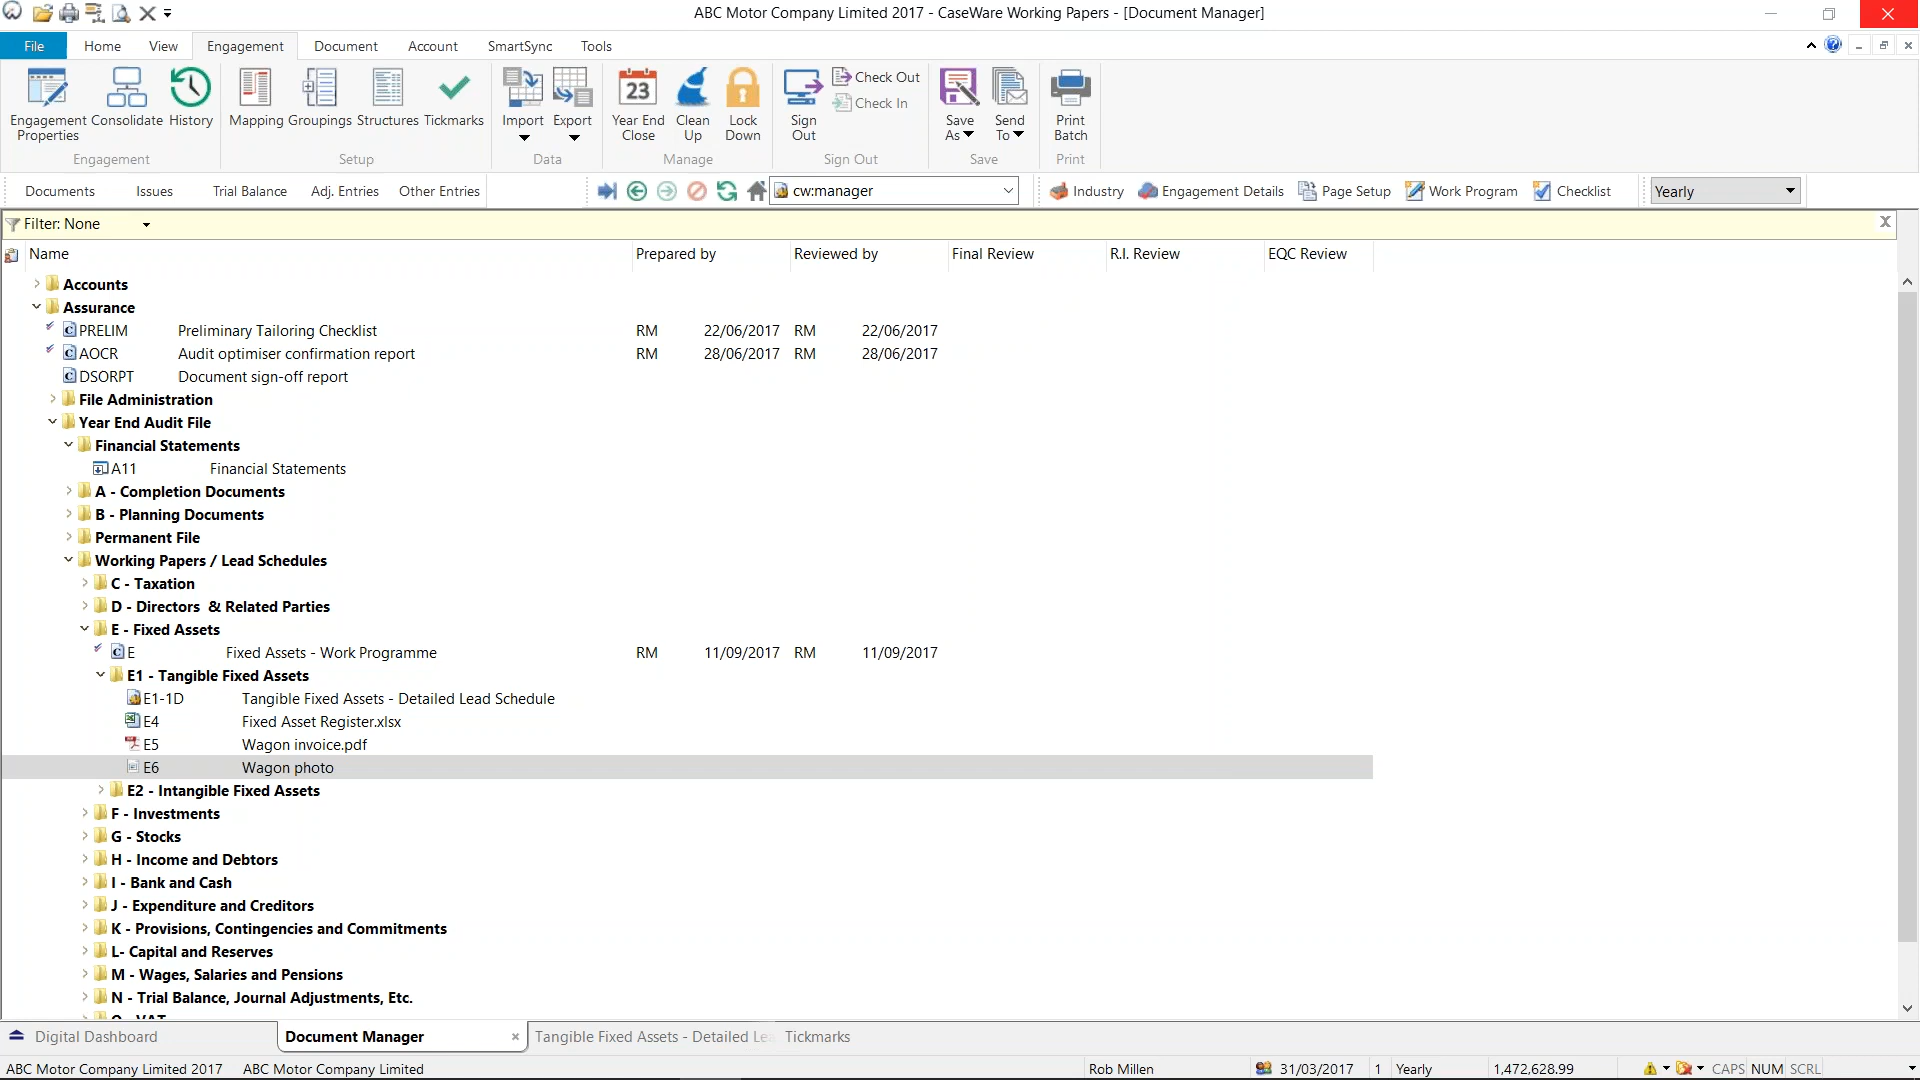 ABC Motor Company Limited 2017 - CaseWare Working Papers - [Document Manager]
File Home View Engagement Document Account SmartSync Tools
Engagement Properties Consolidate History Mapping Groupings Structures Tickmarks Import Export 23 Year End Close Clean Up Lock Down Sign Out Check Out Check In Save As Send To Print Batch
Engagement Setup Data Manage Sign Out Save Print
Documents Issues Trial Balance Adj. Entries Other Entries cw:manager Industry Engagement Details Page Setup Work Program Checklist Yearly
Filter: None X
Name Prepared by Reviewed by Final Review R.I. Review EQC Review
Accounts
Assurance
PRELIM Preliminary Tailoring Checklist RM 22/06/2017 RM 22/06/2017
AOCR Audit optimiser confirmation report RM 28/06/2017 RM 28/06/2017
DSORPT Document sign-off report
File Administration
Year End Audit File
Financial Statements
A11 Financial Statements
A - Completion Documents
B - Planning Documents
Permanent File
Working Papers / Lead Schedules
C - Taxation
D - Directors & Related Parties
E - Fixed Assets
E Fixed Assets - Work Programme RM 11/09/2017 RM 11/09/2017
E1 - Tangible Fixed Assets
E1-1D Tangible Fixed Assets - Detailed Lead Schedule
E4 Fixed Asset Register.xlsx
E5 Wagon invoice.pdf
E6 Wagon photo
E2 - Intangible Fixed Assets
F - Investments
G - Stocks
H - Income and Debtors
I - Bank and Cash
J - Expenditure and Creditors
K - Provisions, Contingencies and Commitments
L- Capital and Reserves
M - Wages, Salaries and Pensions
N - Trial Balance, Journal Adjustments, Etc.
Digital Dashboard Document Manager Tangible Fixed Assets - Detailed Le Tickmarks
ABC Motor Company Limited 2017 ABC Motor Company Limited Rob Millen 31/03/2017 1 Yearly 1,472,628.99 CAPS NUM SCRL